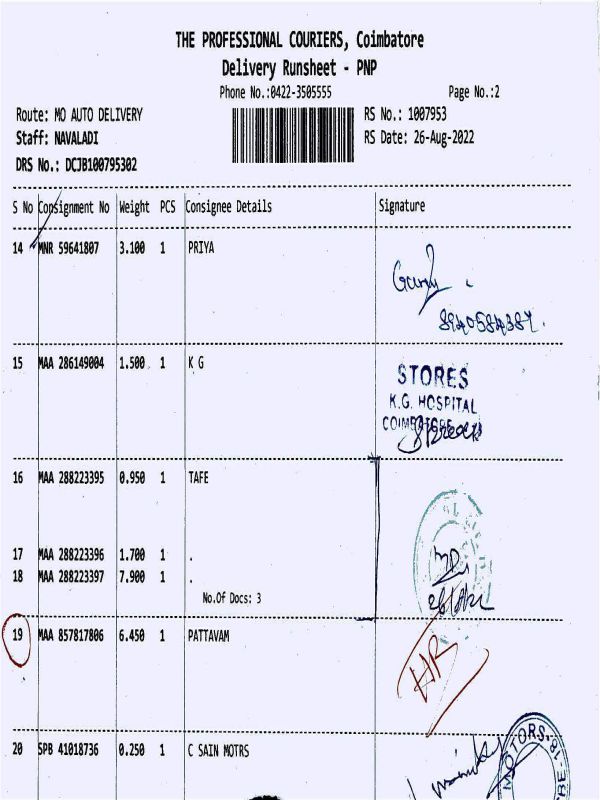 THE PROFESSIONAL COURIERS, Coimbatore
Delivery Runsheet - PNP
Phone No.:0422-3505555 Page No.:2
Route: MO AUTO DELIVERY RS No.: 1007953
Staff: NAVALADI RS Date: 26-Aug-2022
DRS No.: DCJB100795302
S No Consignment No Weight PCS Consignee Details Signature
14 MNR 59641807 3.100 1 PRIYA
15 MAA 286149004 1.500 1 K G
STORES
K.G. HOSPITAL
16 MAA 288223395 0.950 1 TAFE
17 MAA 288223396 1.700 1 .
18 MAA 288223397 7.900 1 .
No.Of Docs: 3
19 MAA 857817806 6.450 1 PATTAVAM
20 SPB 41018736 0.250 1 C SAIN MOTRS
MOTORS